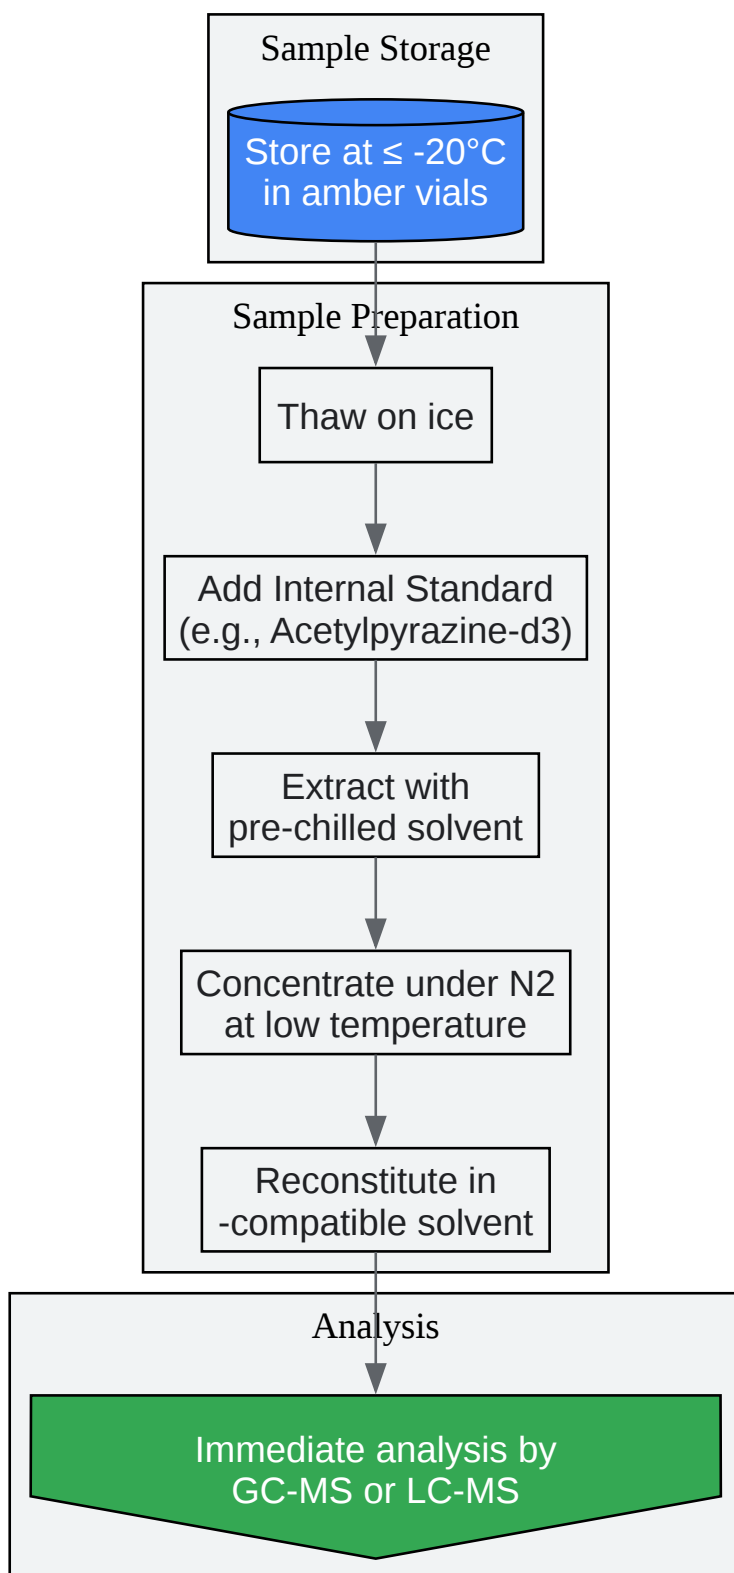 Sample Storage
Store at ≤ -20°C
in amber vials
Sample Preparation
Thaw on ice
Add Internal Standard
(e.g., Acetylpyrazine-d3)
Extract with
pre-chilled solvent
Concentrate under N2
at low temperature
Reconstitute in
-compatible solvent
Analysis
Immediate analysis by
GC-MS or LC-MS